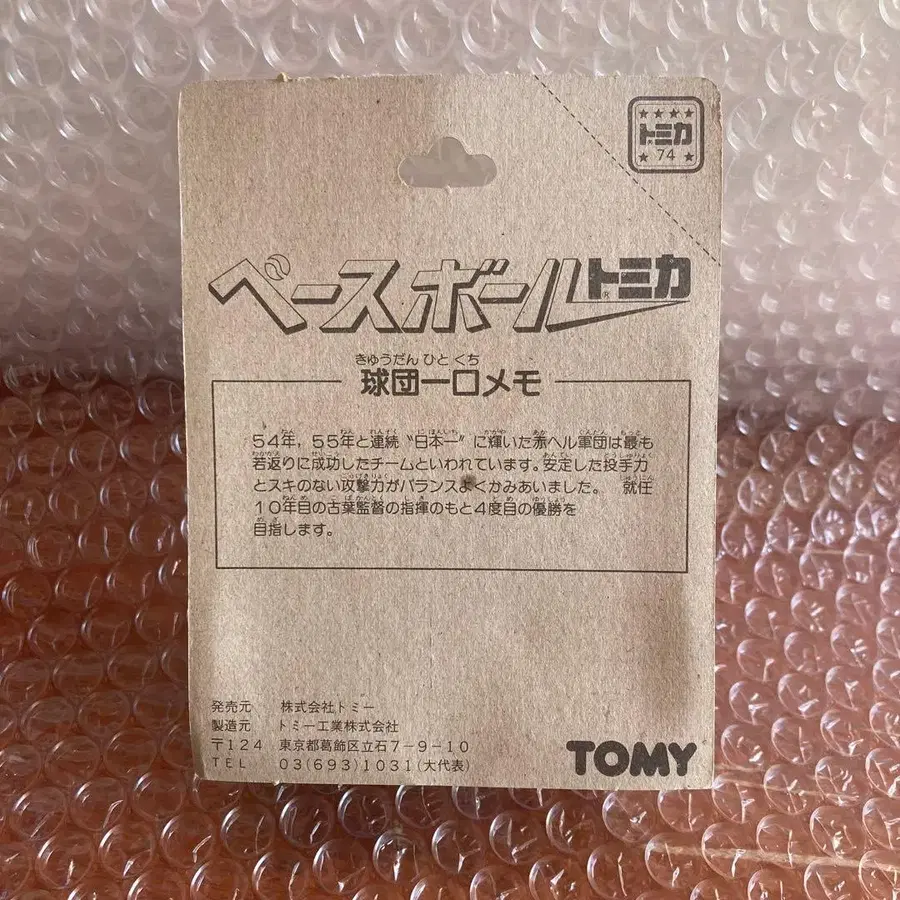 ★★★★
トミカ
★74★
ベースボールトミカ®
きゅうだん ひと くち
球団一口メモ
54年, 55年と連続〝日本一〟に輝いた赤ヘル軍団は最も
若返りに成功したチームといわれています。安定した投手力
とスキのない攻撃力がバランスよくかみあいました。 就任
10年目の古葉監督の指揮のもと4度目の優勝を
目指します。
発売元 株式会社トミー
製造元 トミー工業株式会社
〒124 東京都葛飾区立石7-9-10
TEL 03(693)1031(大代表)
TOMY